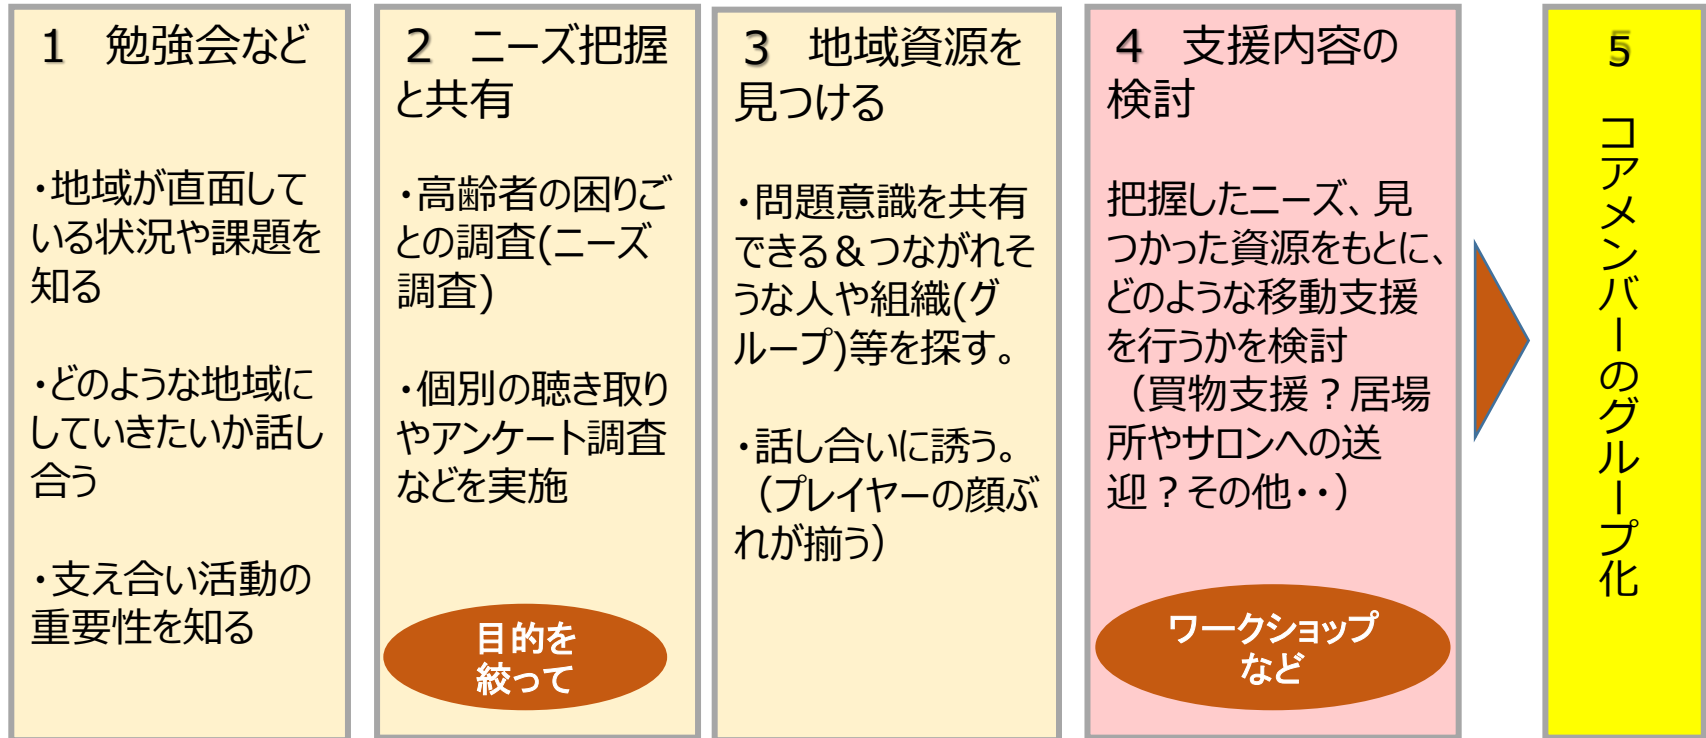 1　勉強会など
・地域が直面して
いる状況や課題を
知る
・どのような地域に
していきたいか話し
合う
・支え合い活動の
重要性を知る
2　ニーズ把握
と共有
・高齢者の困りご
との調査(ニーズ
調査)
・個別の聴き取り
やアンケート調査
などを実施
目的を
絞って
3　地域資源を
見つける
・問題意識を共有
できる＆つながれそ
うな人や組織(グ
ループ)等を探す。
・話し合いに誘う。
（プレイヤーの顔ぶ
れが揃う）
4　支援内容の
検討
把握したニーズ、見
つかった資源をもとに、
どのような移動支援
を行うかを検討
（買物支援？居場
所やサロンへの送
迎？その他・・）
ワークショップ
など
5　コアメンバーのグループ化